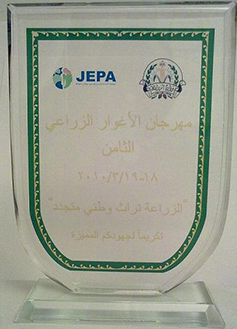 JEPA
مهرجان الأغوار الزراعي
الثامن
١٨-٢٠١٠/٣/١٩
"الزراعة تراث وطني متجدد"
تكريماً لجهودكم المميزة